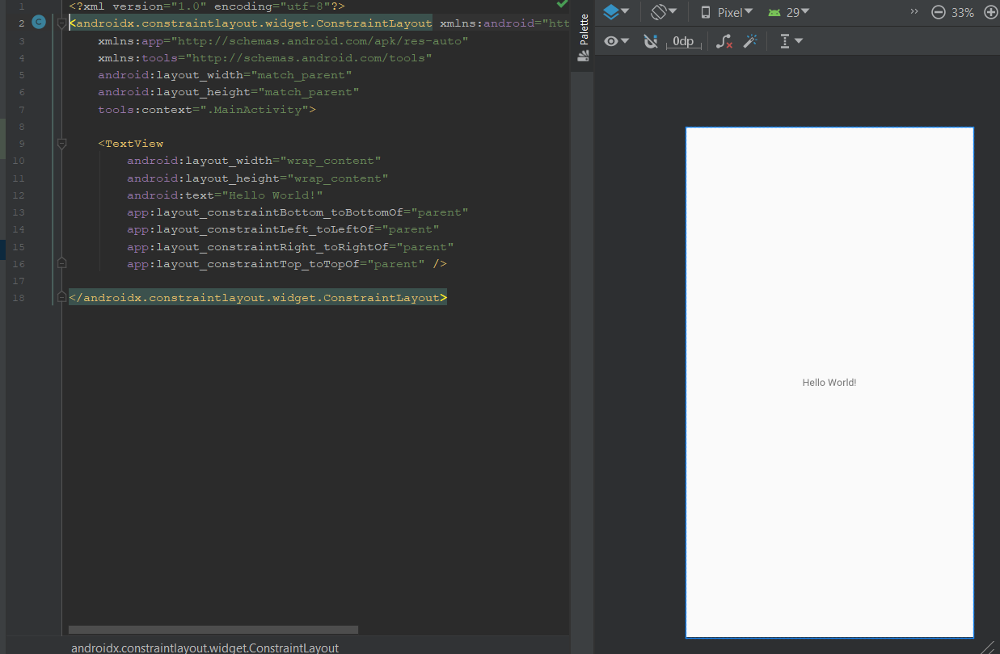 1 <?xml version="1.0" encoding="utf-8"?>
2 <androidx.constraintlayout.widget.ConstraintLayout xmlns:android="htt
3 xmlns:app="http://schemas.android.com/apk/res-auto"
4 xmlns:tools="http://schemas.android.com/tools"
5 android:layout_width="match_parent"
6 android:layout_height="match_parent"
7 tools:context=".MainActivity">
8
9 <TextView
10 android:layout_width="wrap_content"
11 android:layout_height="wrap_content"
12 android:text="Hello World!"
13 app:layout_constraintBottom_toBottomOf="parent"
14 app:layout_constraintLeft_toLeftOf="parent"
15 app:layout_constraintRight_toRightOf="parent"
16 app:layout_constraintTop_toTopOf="parent" />
17
18 </androidx.constraintlayout.widget.ConstraintLayout>
androidx.constraintlayout.widget.ConstraintLayout
C
Palette
Pixel 29 >> 33%
0dp
Hello World!